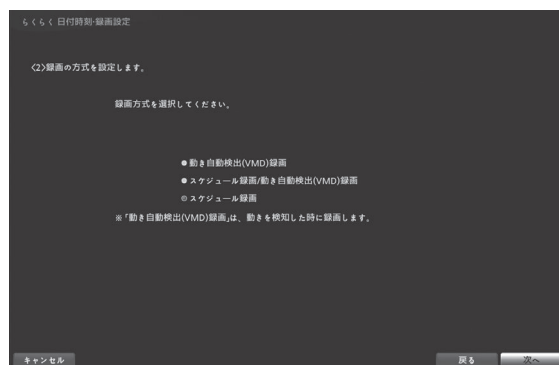 らくらく日付時刻・録画設定
<2>録画の方式を設定します。
録画方式を選択してください。
動き自動検出(VMD)録画
スケジュール録画/動き自動検出(VMD)録画
スケジュール録画
※「動き自動検出(VMD)録画」は、動きを検知した時に録画します。
キャンセル
戻る
次へ